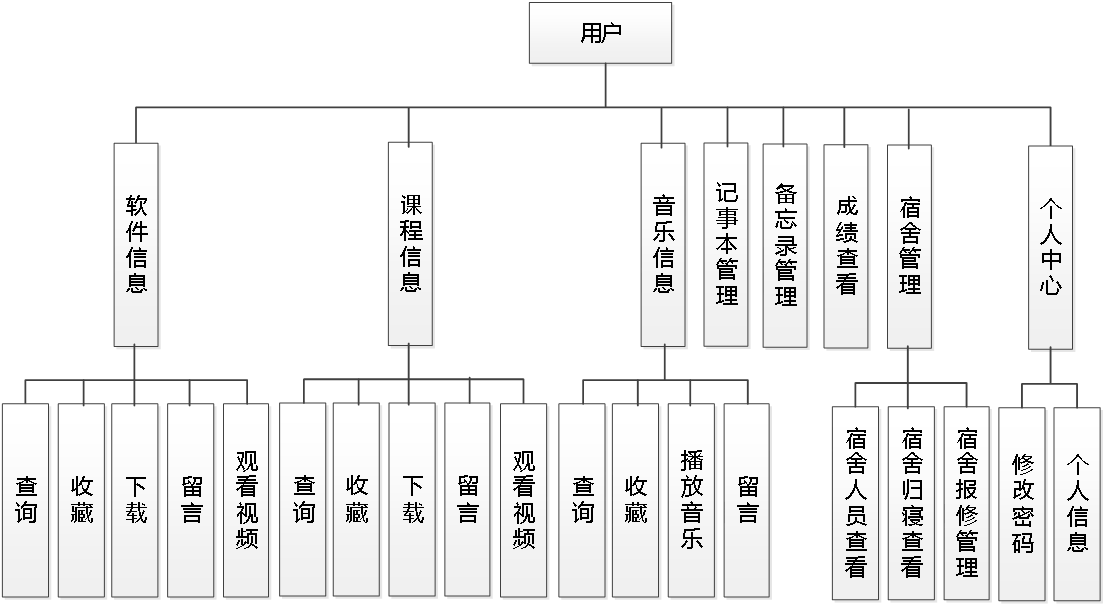 用户
软件信息
课程信息
音乐信息
记事本管理
备忘录管理
成绩查看
宿舍管理
个人中心
查询
收藏
下载
留言
观看视频
查询
收藏
下载
留言
观看视频
查询
收藏
播放音乐
留言
宿舍人员查看
宿舍归寝查看
宿舍报修管理
修改密码
个人信息